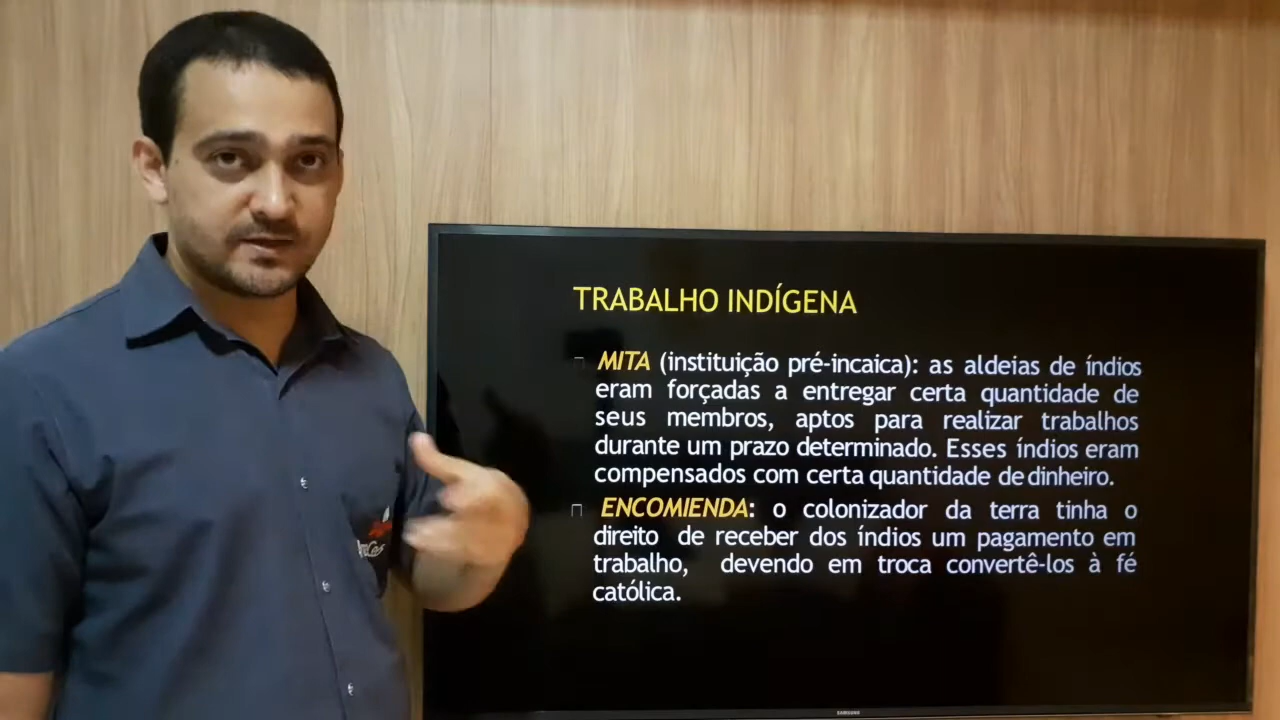 TRABALHO INDÍGENA
MITA (instituição pré-incaica): as aldeias de índios
eram forçadas a entregar certa quantidade de
seus membros, aptos para realizar trabalhos
durante um prazo determinado. Esses índios eram
compensados com certa quantidade de dinheiro.
ENCOMIENDA: o colonizador da terra tinha o
direito de receber dos índios um pagamento em
trabalho, devendo em troca convertê-los à fé
católica.
SAMSUNG